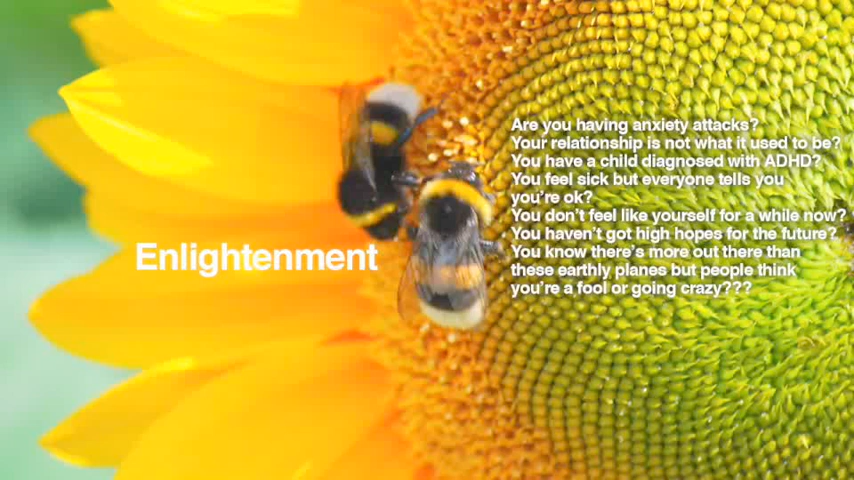 Enlightenment
Are you having anxiety attacks?
Your relationship is not what it used to be?
You have a child diagnosed with ADHD?
You feel sick but everyone tells you
you're ok?
You don't feel like yourself for a while now?
You haven't got high hopes for the future?
You know there's more out there than
these earthly planes but people think
you're a fool or going crazy???